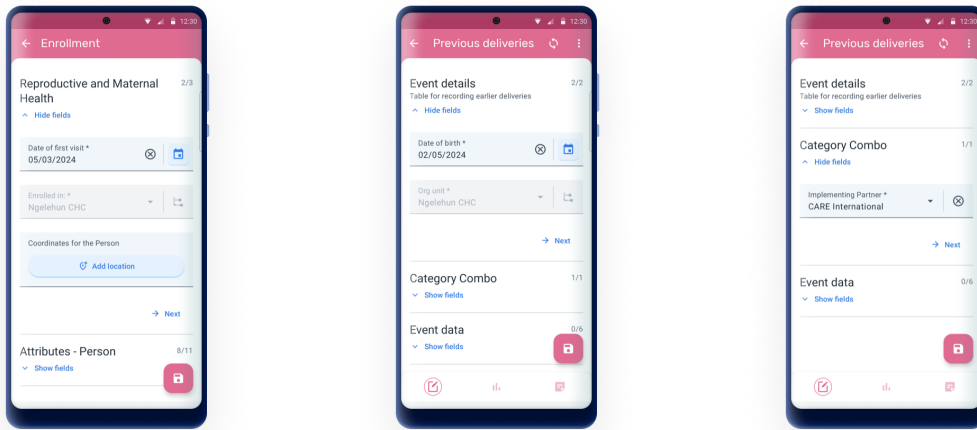 12:30
Enrollment
Reproductive and Maternal
Health
2/3
Hide fields
Date of first visit *
05/03/2024
Enrolled in: *
Ngelehun CHC
Coordinates for the Person
Add location
Next
Attributes - Person
8/11
Show fields
12:30
Previous deliveries
Event details
2/2
Table for recording earlier deliveries
Hide fields
Date of birth *
02/05/2024
Org unit *
Ngelehun CHC
Next
Category Combo
1/1
Show fields
Event data
0/6
Show fields
12:30
Previous deliveries
Event details
2/2
Table for recording earlier deliveries
Show fields
Category Combo
1/1
Hide fields
Implementing Partner *
CARE International
Next
Event data
0/6
Show fields